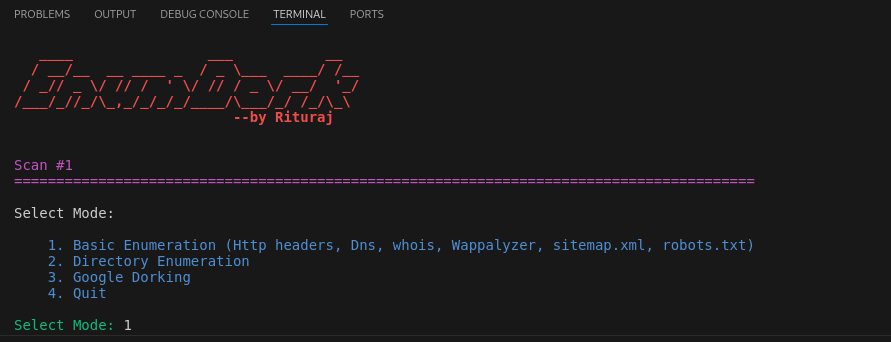 PROBLEMS OUTPUT DEBUG CONSOLE TERMINAL PORTS
EnumDork
--by Rituraj
Scan #1
========================================================================================
Select Mode:
1. Basic Enumeration (Http headers, Dns, whois, Wappalyzer, sitemap.xml, robots.txt)
2. Directory Enumeration
3. Google Dorking
4. Quit
Select Mode: 1